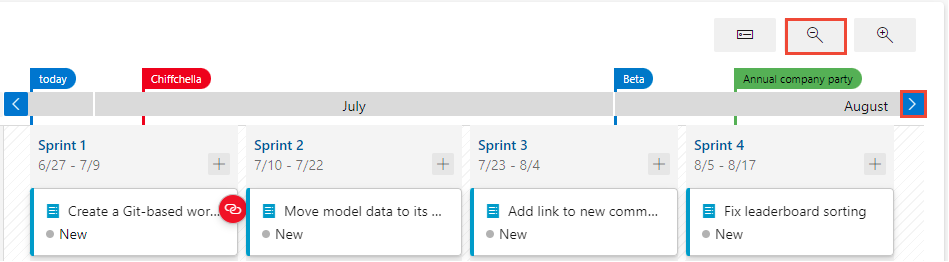 today Chiffchella Beta Annual company party
July August
Sprint 1 Sprint 2 Sprint 3 Sprint 4
6/27 - 7/9 7/10 - 7/22 7/23 - 8/4 8/5 - 8/17
Create a Git-based wor... Move model data to its ... Add link to new comm... Fix leaderboard sorting
New New New New